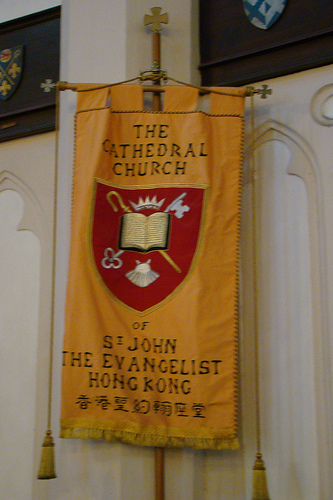 THE
CATHEDRAL
CHURCH
OF
ST JOHN
THE EVANGELIST
HONG KONG
香港聖約翰座堂